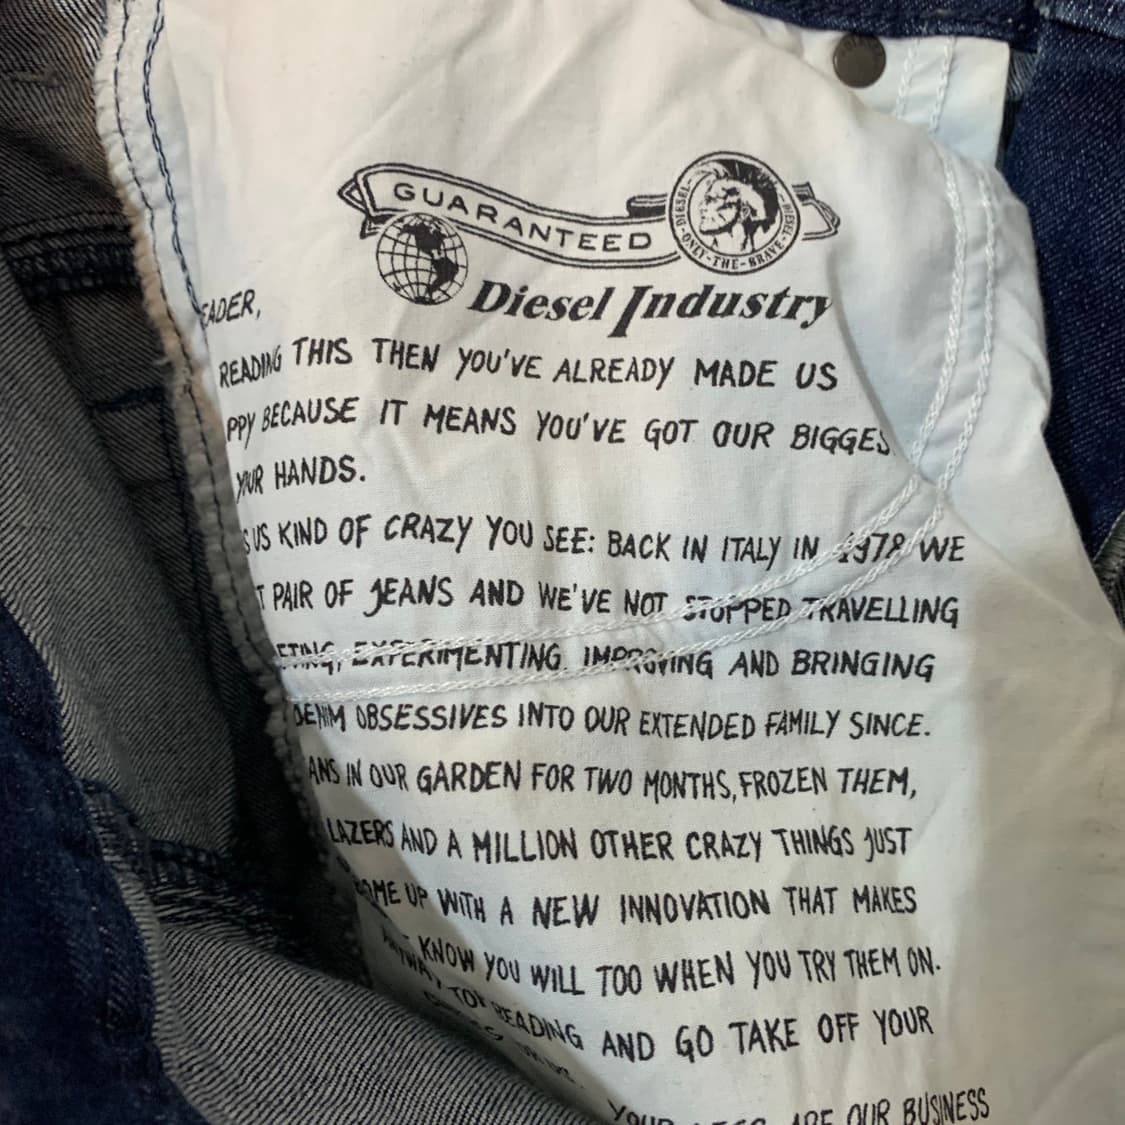 GUARANTEED
DIESEL
DIESEL
ONLY-THE-BRAVE
Diesel Industry
EADER,
READING THIS THEN YOU'VE ALREADY MADE US
PPY BECAUSE IT MEANS YOU'VE GOT OUR BIGGES
YOUR HANDS.
S US KIND OF CRAZY YOU SEE: BACK IN ITALY IN 1978 WE
T PAIR OF JEANS AND WE'VE NOT STOPPED TRAVELLING
FTING, EXPERIMENTING. IMPROVING AND BRINGING
DENIM OBSESSIVES INTO OUR EXTENDED FAMILY SINCE.
ANS IN OUR GARDEN FOR TWO MONTHS, FROZEN THEM,
LAZERS AND A MILLION OTHER CRAZY THINGS JUST
OME UP WITH A NEW INNOVATION THAT MAKES
KNOW YOU WILL TOO WHEN YOU TRY THEM ON.
READING AND GO TAKE OFF YOUR
YOUR ARE OUR BUSINESS